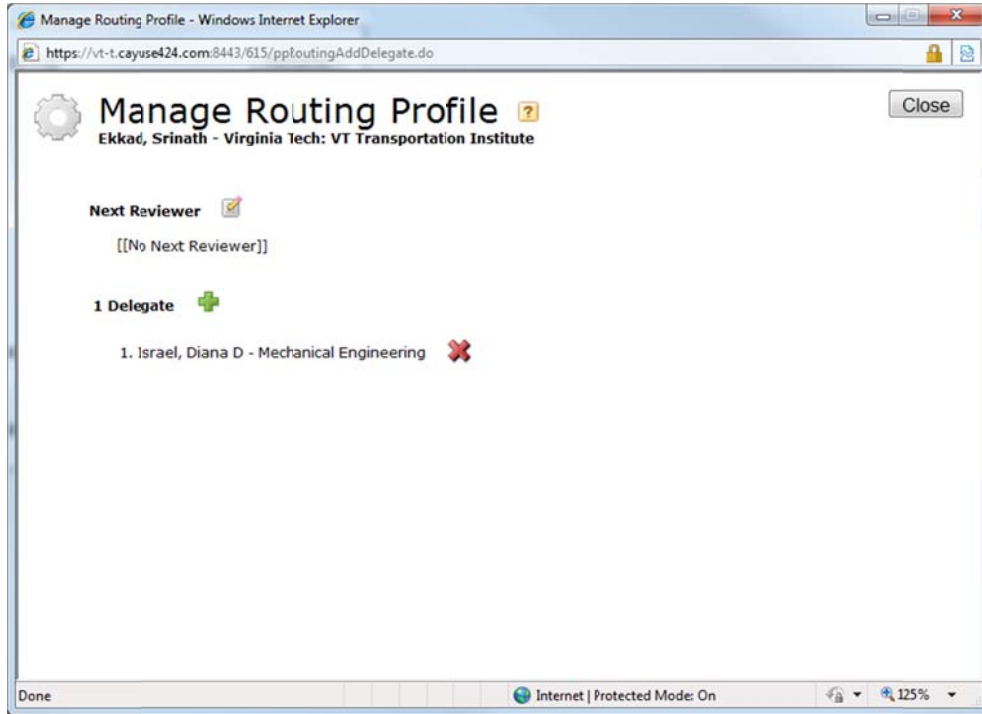 Manage Routing Profile - Windows Internet Explorer
https://vt-t.cayuse424.com:8443/615/ppRoutingAddDelegate.do
Manage Routing Profile ?
Close
Ekkad, Srinath - Virginia Tech: VT Transportation Institute
Next Reviewer
[[No Next Reviewer]]
1 Delegate
1. Israel, Diana D - Mechanical Engineering
Done
Internet | Protected Mode: On
125%